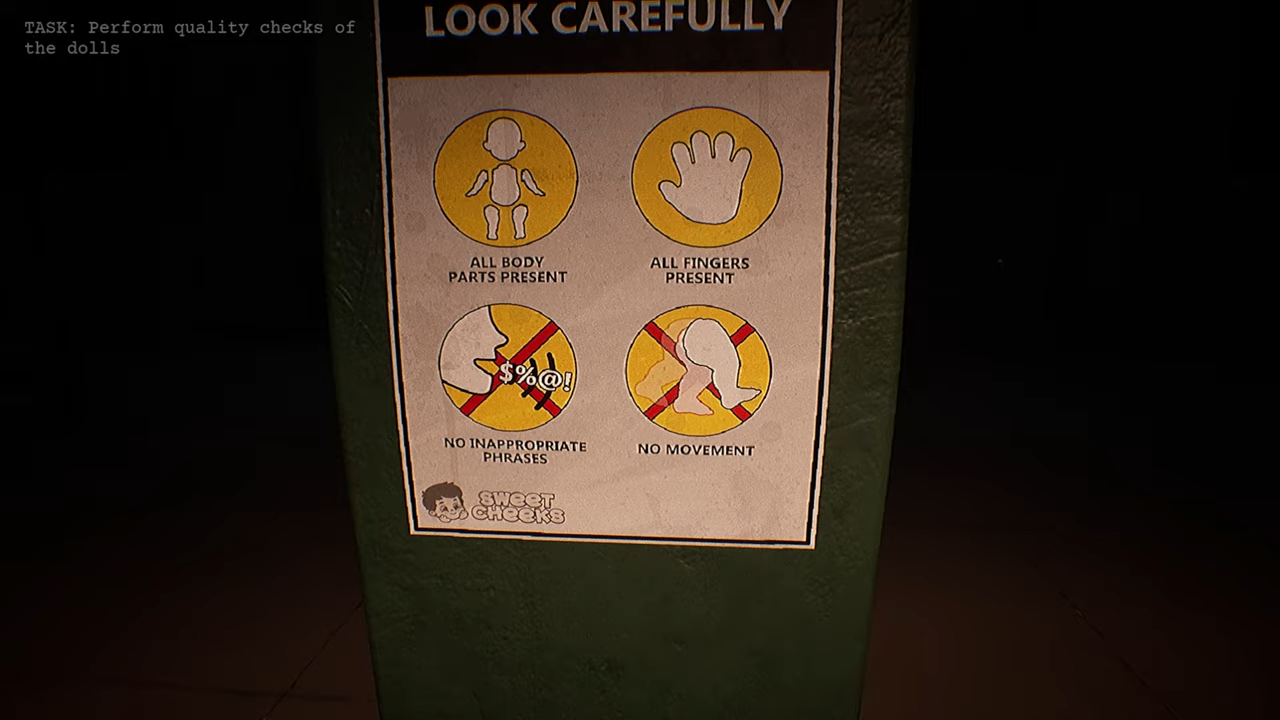 TASK: Perform quality checks of
the dolls
LOOK CAREFULLY
ALL BODY
PARTS PRESENT
ALL FINGERS
PRESENT
$%@!
NO INAPPROPRIATE
PHRASES
NO MOVEMENT
SWEET
CHEEKS